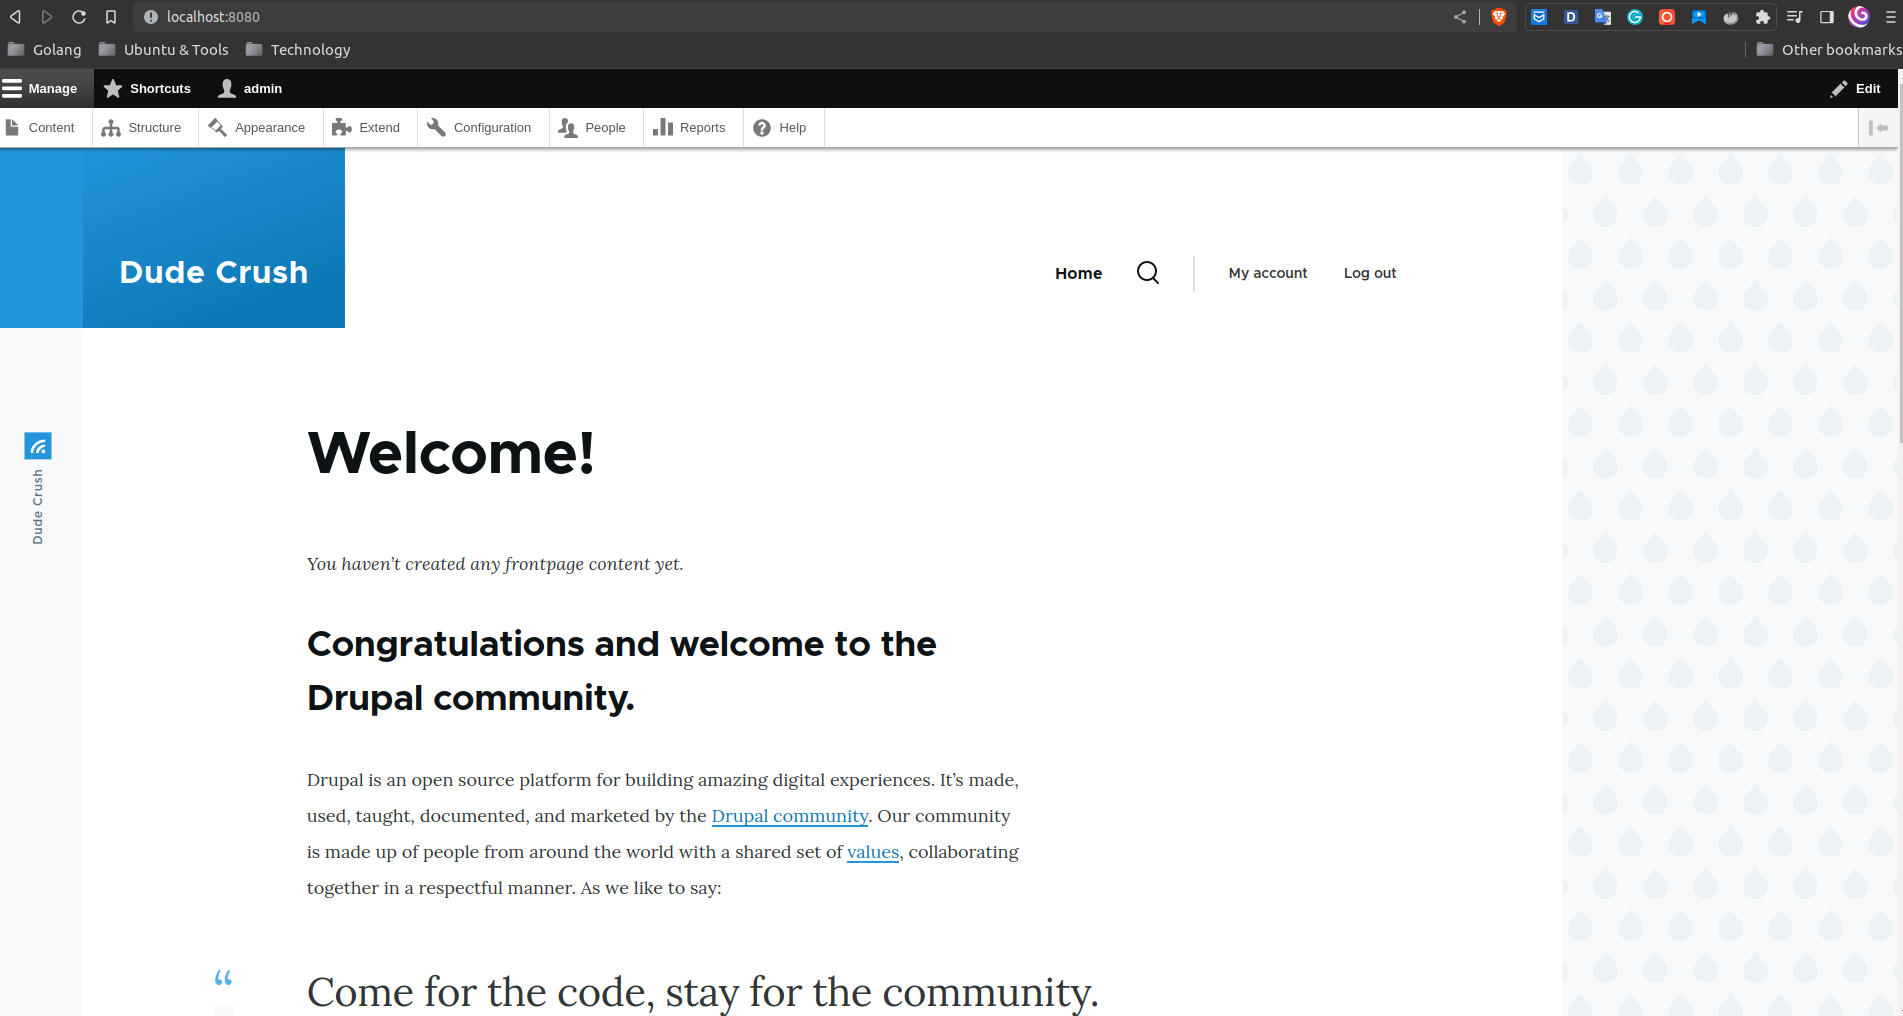 localhost:8080
Golang Ubuntu & Tools Technology Other bookmarks
Manage Shortcuts admin Edit
Content Structure Appearance Extend Configuration People Reports Help
Dude Crush
Home My account Log out
Welcome!
Dude Crush
You haven’t created any frontpage content yet.
Congratulations and welcome to the
Drupal community.
Drupal is an open source platform for building amazing digital experiences. It’s made,
used, taught, documented, and marketed by the Drupal community. Our community
is made up of people from around the world with a shared set of values, collaborating
together in a respectful manner. As we like to say:
“
Come for the code, stay for the community.